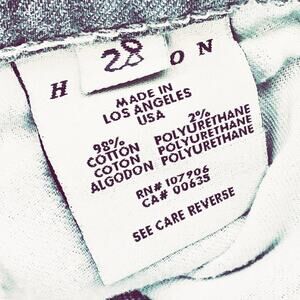 28
H ON
MADE IN
LOS ANGELES
USA
98% 2%
COTTON POLYURETHANE
COTON POLYURETHANE
ALGODON POLYURETHANE
RN# 107906
CA# 00635
SEE CARE REVERSE